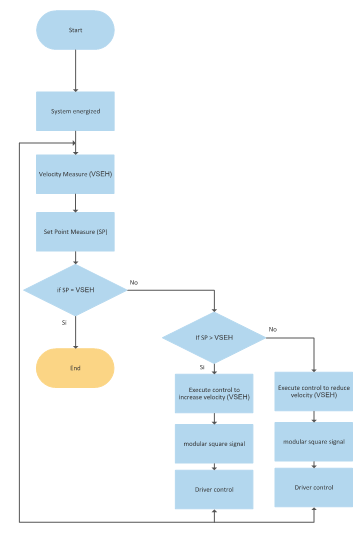 Start
System energized
Velocity Measure (VSEH)
Set Point Measure (SP)
if SP = VSEH
No
Si
End
If SP > VSEH
No
Si
Execute control to
increase velocity (VSEH)
modular square signal
Driver control
Execute control to reduce
velocity (VSEH)
modular square signal
Driver control